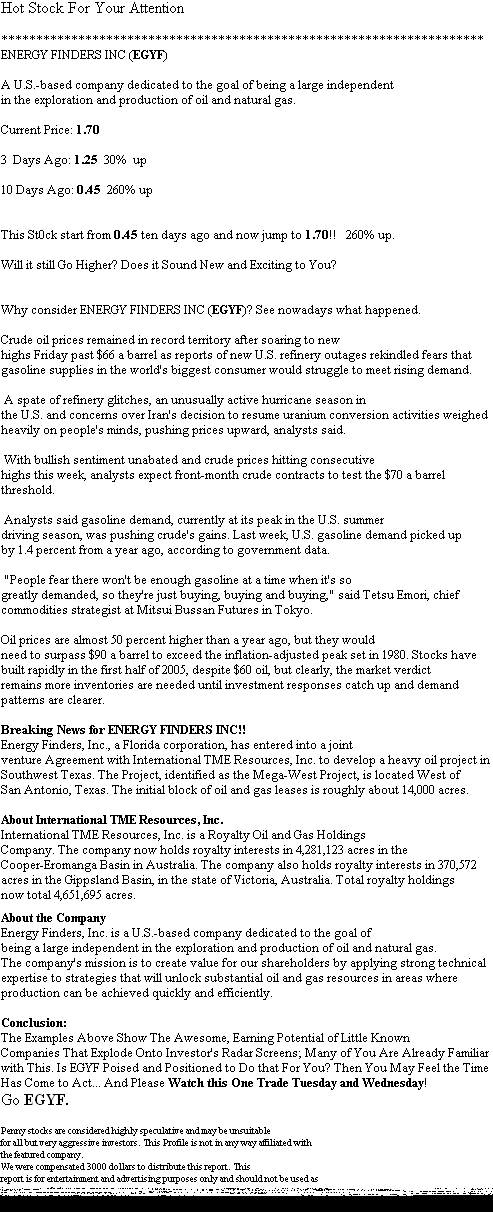 Hot Stock For Your Attention
*********************************************************************
ENERGY FINDERS INC (EGYF)
A U.S.-based company dedicated to the goal of being a large independent
in the exploration and production of oil and natural gas.
Current Price: 1.70
3 Days Ago: 1.25 30% up
10 Days Ago: 0.45 260% up
This St0ck start from 0.45 ten days ago and now jump to 1.70!! 260% up.
Will it still Go Higher? Does it Sound New and Exciting to You?
Why consider ENERGY FINDERS INC (EGYF)? See nowadays what happened.
Crude oil prices remained in record territory after soaring to new
highs Friday past $66 a barrel as reports of new U.S. refinery outages rekindled fears that
gasoline supplies in the world's biggest consumer would struggle to meet rising demand.
A spate of refinery glitches, an unusually active hurricane season in
the U.S. and concerns over Iran's decision to resume uranium conversion activities weighed
heavily on people's minds, pushing prices upward, analysts said.
With bullish sentiment unabated and crude prices hitting consecutive
highs this week, analysts expect front-month crude contracts to test the $70 a barrel
threshold.
Analysts said gasoline demand, currently at its peak in the U.S. summer
driving season, was pushing crude's gains. Last week, U.S. gasoline demand picked up
by 1.4 percent from a year ago, according to government data.
"People fear there won't be enough gasoline at a time when it's so
greatly demanded, so they're just buying, buying and buying," said Tetsu Emori, chief
commodities strategist at Mitsui Bussan Futures in Tokyo.
Oil prices are almost 50 percent higher than a year ago, but they would
need to surpass $90 a barrel to exceed the inflation-adjusted peak set in 1980. Stocks have
built rapidly in the first half of 2005, despite $60 oil, but clearly, the market verdict
remains more inventories are needed until investment responses catch up and demand
patterns are clearer.
Breaking News for ENERGY FINDERS INC!!
Energy Finders, Inc., a Florida corporation, has entered into a joint
venture Agreement with International TME Resources, Inc. to develop a heavy oil project in
Southwest Texas. The Project, identified as the Mega-West Project, is located West of
San Antonio, Texas. The initial block of oil and gas leases is roughly about 14,000 acres.
About International TME Resources, Inc.
International TME Resources, Inc. is a Royalty Oil and Gas Holdings
Company. The company now holds royalty interests in 4,281,123 acres in the
Cooper-Eromanga Basin in Australia. The company also holds royalty interests in 370,572
acres in the Gippsland Basin, in the state of Victoria, Australia. Total royalty holdings
now total 4,651,695 acres.
About the Company
Energy Finders, Inc. is a U.S.-based company dedicated to the goal of
being a large independent in the exploration and production of oil and natural gas.
The company's mission is to create value for our shareholders by applying strong technical
expertise to strategies that will unlock substantial oil and gas resources in areas where
production can be achieved quickly and efficiently.
Conclusion:
The Examples Above Show The Awesome, Earning Potential of Little Known
Companies That Explode Onto Investor's Radar Screens; Many of You Are Already Familiar
with This. Is EGYF Poised and Positioned to Do that For You? Then You May Feel the Time
Has Come to Act... And Please Watch this One Trade Tuesday and Wednesday!
Go EGYF.
Penny stocks are considered highly speculative and may be unsuitable
for all but very aggressive investors. This Profile is not in any way affiliated with
the featured company.
We were compensated 3000 dollars to distribute this report. This
report is for entertainment and advertising purposes only and should not be used as